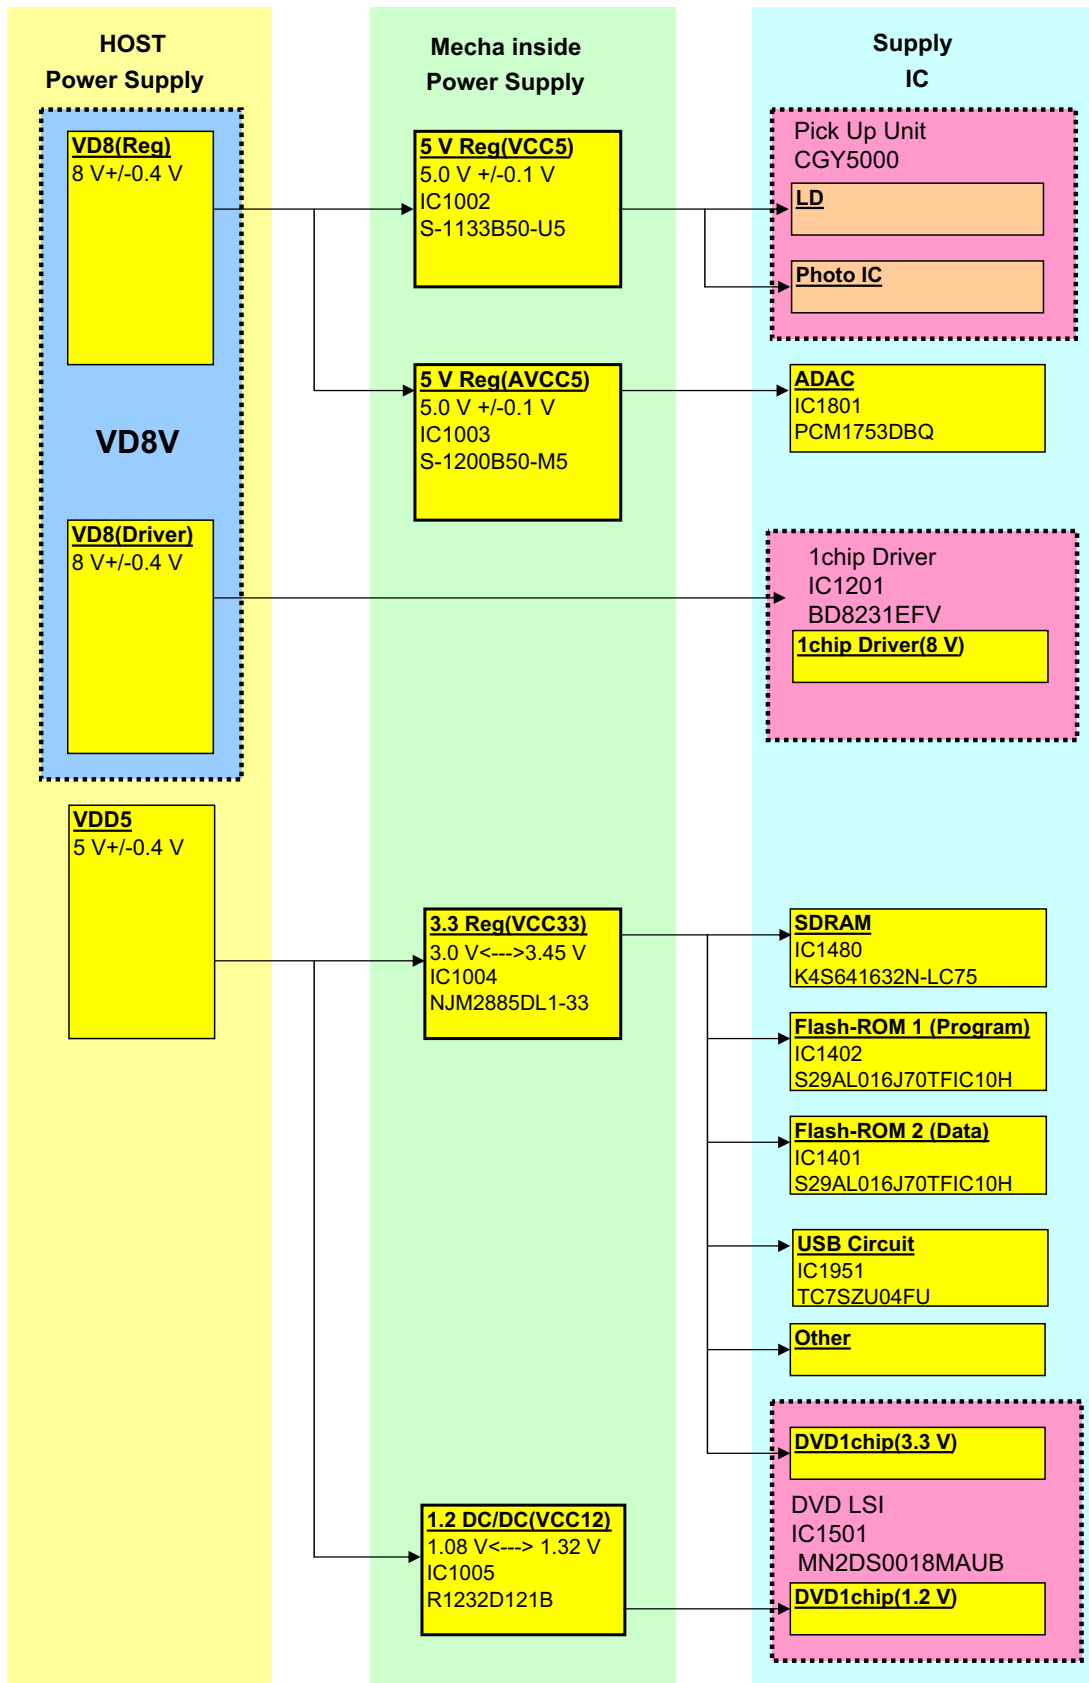 HOST
Power Supply
Mecha inside
Power Supply
Supply
IC
VD8(Reg)
8 V+/-0.4 V
VD8V
VD8(Driver)
8 V+/-0.4 V
VDD5
5 V+/-0.4 V
5 V Reg(VCC5)
5.0 V +/-0.1 V
IC1002
S-1133B50-U5
5 V Reg(AVCC5)
5.0 V +/-0.1 V
IC1003
S-1200B50-M5
3.3 Reg(VCC33)
3.0 V<--->3.45 V
IC1004
NJM2885DL1-33
1.2 DC/DC(VCC12)
1.08 V<---> 1.32 V
IC1005
R1232D121B
Pick Up Unit
CGY5000
LD
Photo IC
ADAC
IC1801
PCM1753DBQ
1chip Driver
IC1201
BD8231EFV
1chip Driver(8 V)
SDRAM
IC1480
K4S641632N-LC75
Flash-ROM 1 (Program)
IC1402
S29AL016J70TFIC10H
Flash-ROM 2 (Data)
IC1401
S29AL016J70TFIC10H
USB Circuit
IC1951
TC7SZU04FU
Other
DVD1chip(3.3 V)
DVD LSI
IC1501
MN2DS0018MAUB
DVD1chip(1.2 V)